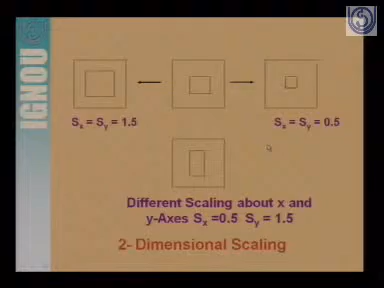 IGNOU
Sx = Sy = 1.5
Sx = Sy = 0.5
Different Scaling about x and
y-Axes Sx =0.5 Sy = 1.5
2- Dimensional Scaling